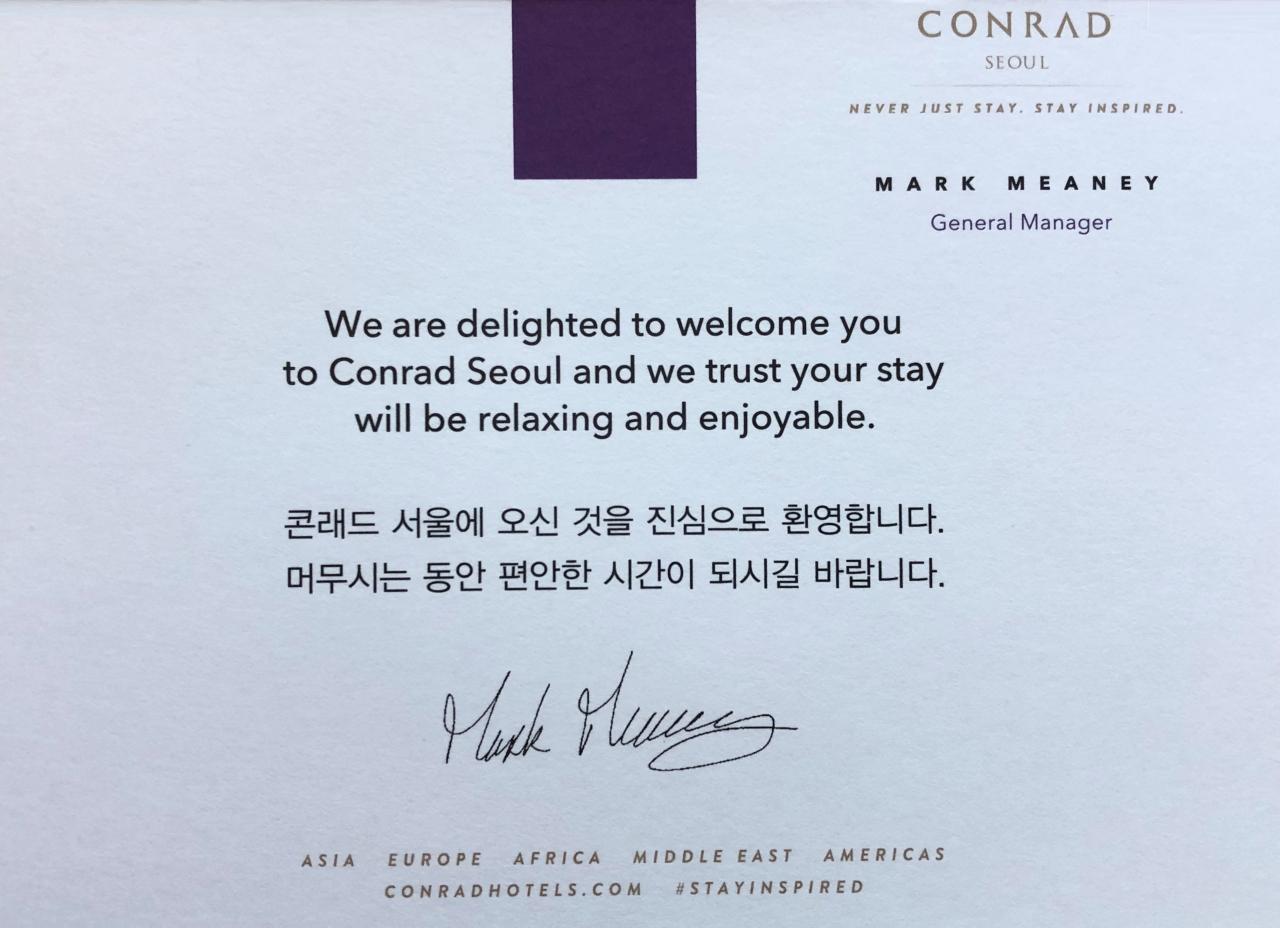 CONRAD
SEOUL
NEVER JUST STAY. STAY INSPIRED.
MARK MEANEY
General Manager
We are delighted to welcome you
to Conrad Seoul and we trust your stay
will be relaxing and enjoyable.
콘래드 서울에 오신 것을 진심으로 환영합니다.
머무시는 동안 편안한 시간이 되시길 바랍니다.
Mark Meaney
ASIA EUROPE AFRICA MIDDLE EAST AMERICAS
CONRADHOTELS.COM #STAYINSPIRED